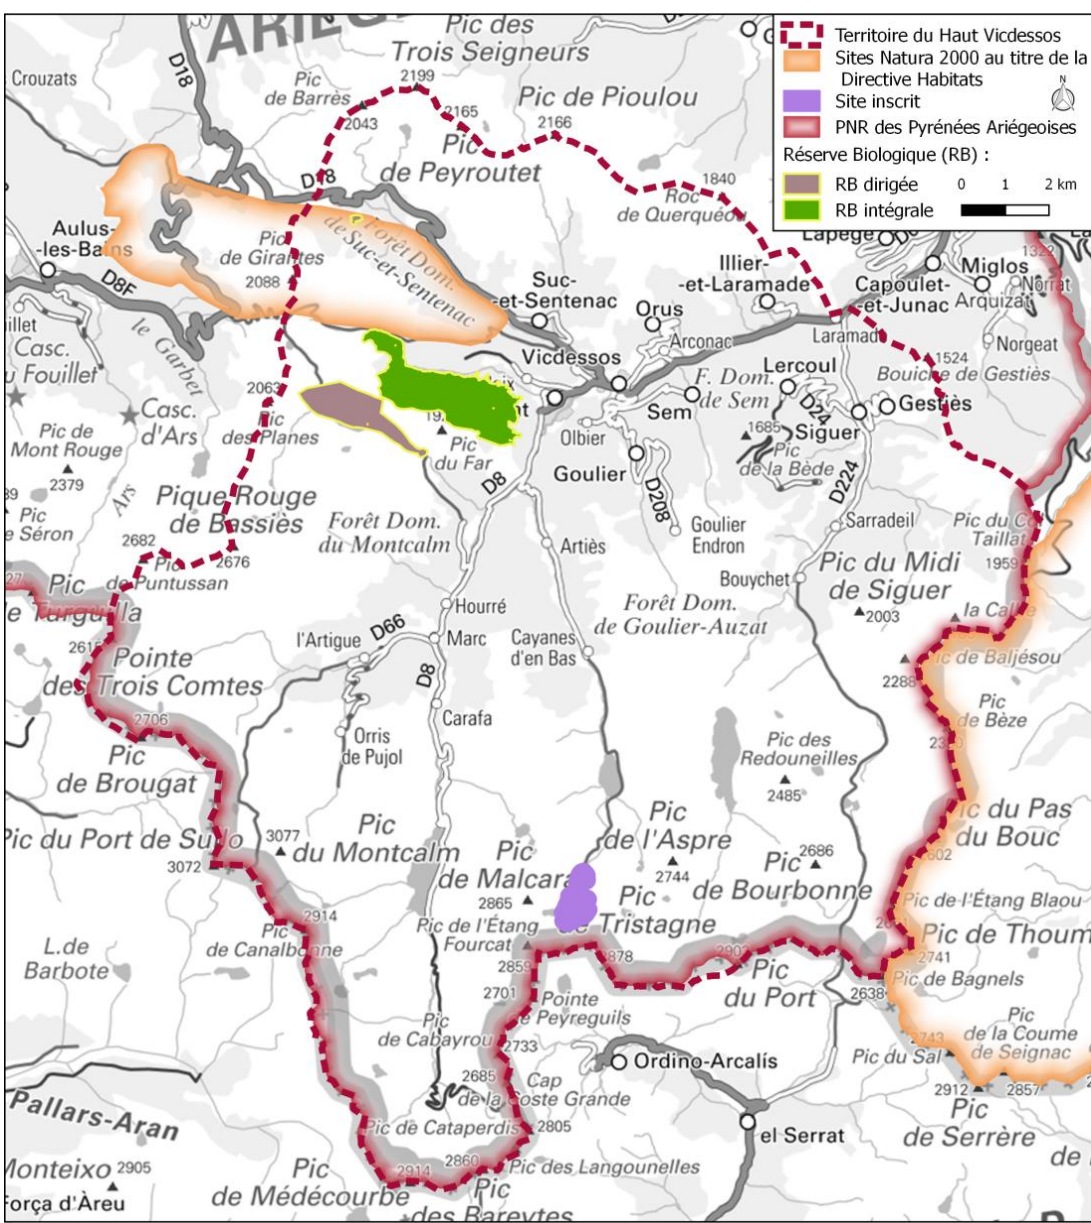 ARIÈGE
Pic des
Trois Seigneurs
2199
Crouzats
D18
Pic
de Barrès
2043
2165
Pic de Pioulou
2166
Pic
de Peyroutet
D18
1840
Roc
de Querquéou
Territoire du Haut Vicdessos
Sites Natura 2000 au titre de la
Directive Habitats
N
Site inscrit
PNR des Pyrénées Ariégeoises
Réserve Biologique (RB) :
RB dirigée
RB intégrale
0 1 2 km
Aulus-
-les-Bains
D8F
Pic
de Girantes
2088
Forêt Dom.
de Suc-et-Sentenac
Suc-
-et-Sentenac
Illier-
-et-Laramade
Lapège
Capoulet-
-et-Junac
Miglos
Norrat
Arquizat
1322
Norgeat
Orus
Arconac
Vicdessos
le Garbet
Casc.
Casc.
d'Ars
2063
Pic
des Planes
Pic
du Far
Lercoul
F. Dom.
de Sem
Sem
1524
Bouiche de Gestiès
Gestiès
D24
Siguer
Olbier
Goulier
1685
Pic
de la Bède
D224
Pic de
Mont Rouge
2379
Ars
Pic
Pique Rouge
de Bassiès
2682
Pic
de Puntussan
2676
D8
D208
Forêt Dom.
du Montcalm
Artiès
Goulier
Endron
Sarradeil
Taillat
1959
Pic du Midi
de Siguer
2003
Bouychet
Pic
Hourré
Forêt Dom.
de Goulier-Auzat
Pic de Baljésou
2288
l'Artigue
D66
Marc
Cayanes
d'en Bas
D8
Pointe
des Trois Comtes
2706
Carafa
Pic
de Bèze
Pic
de Brougat
Orris
de Pujol
Pic des
Redouneilles
2485
3077
3072
Pic
du Montcalm
Pic
de l'Aspre
2744
Pic du Pas
du Bouc
Pic
de Malcaras
2865
Pic
de Bourbonne
2686
Pic de l'Étang Blaou
2914
Pic
de Canalbonne
Pic de l'Étang
Fourcat
Pic
de Tristagne
Pic de Thoumas
2741
L.de
Barbote
2859
2701
Pic
du Port
Pic de Bagnels
2638
Pointe
de Peyreguils
2733
Pic
de Cabayrou
Pic
de la Coume
de Seignac
Pic du Sal
2912
2857
2685
Cap
de la Coste Grande
Ordino-Arcalís
Pallars-Aran
Pic de Cataperdis
2805
el Serrat
Pic
de Serrère
Monteixo 2905
Força d'Àreu
Pic
de Médécourbe
2914
2860
Pic des Langounelles
Pic
des Bareytes